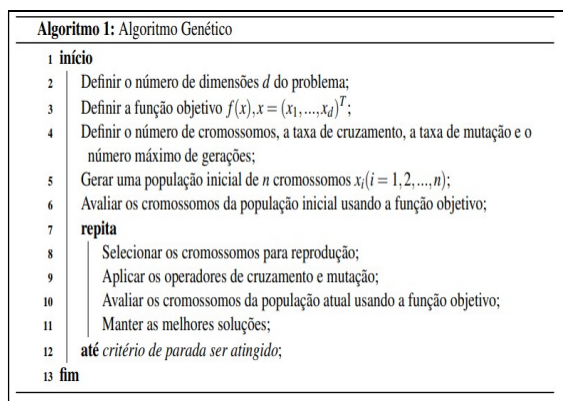 Algoritmo 1: Algoritmo Genético
1 início
2 Definir o número de dimensões d do problema;
3 Definir a função objetivo f(x), x = (x₁,...,x_d)ᵀ;
4 Definir o número de cromossomos, a taxa de cruzamento, a taxa de mutação e o
número máximo de gerações;
5 Gerar uma população inicial de n cromossomos xᵢ(i = 1,2,...,n);
6 Avaliar os cromossomos da população inicial usando a função objetivo;
7 repita
8 Selecionar os cromossomos para reprodução;
9 Aplicar os operadores de cruzamento e mutação;
10 Avaliar os cromossomos da população atual usando a função objetivo;
11 Manter as melhores soluções;
12 até critério de parada ser atingido;
13 fim